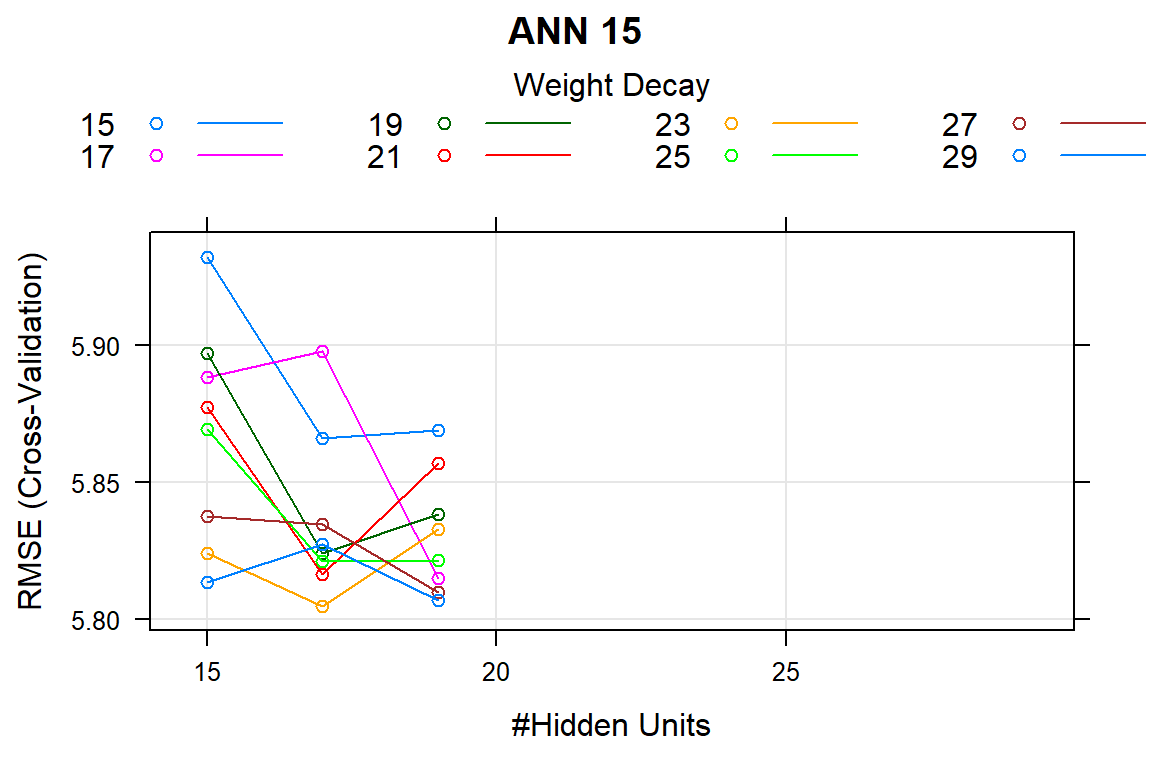 ANN 15
Weight Decay
15 19 23 27
17 21 25 29
RMSE (Cross-Validation)
5.90
5.85
5.80
15 20 25
#Hidden Units